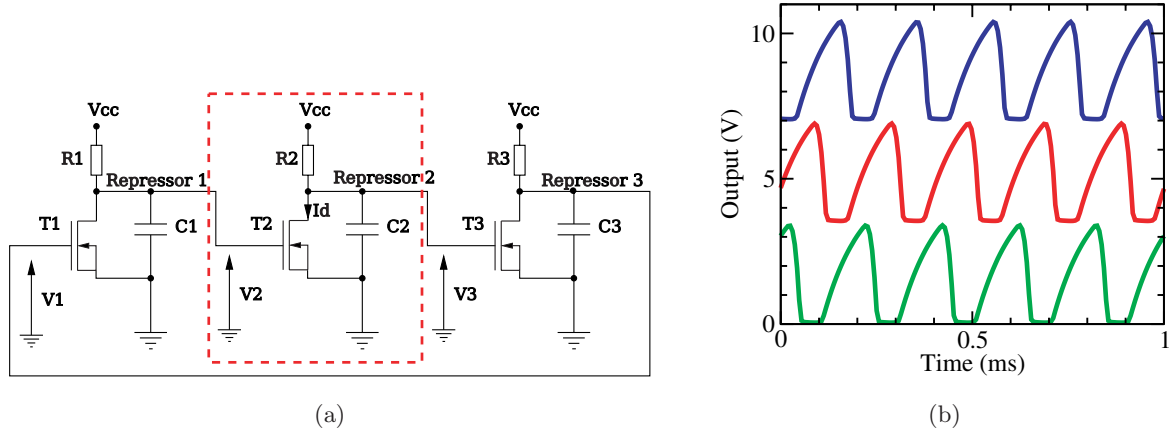 Vcc
Vcc
Vcc
R1
R2
R3
Repressor 1
Repressor 2
Repressor 3
T1
C1
T2
Id
C2
T3
C3
V1
V2
V3
(a)
10
5
0
Output (V)
0
0.5
1
Time (ms)
(b)